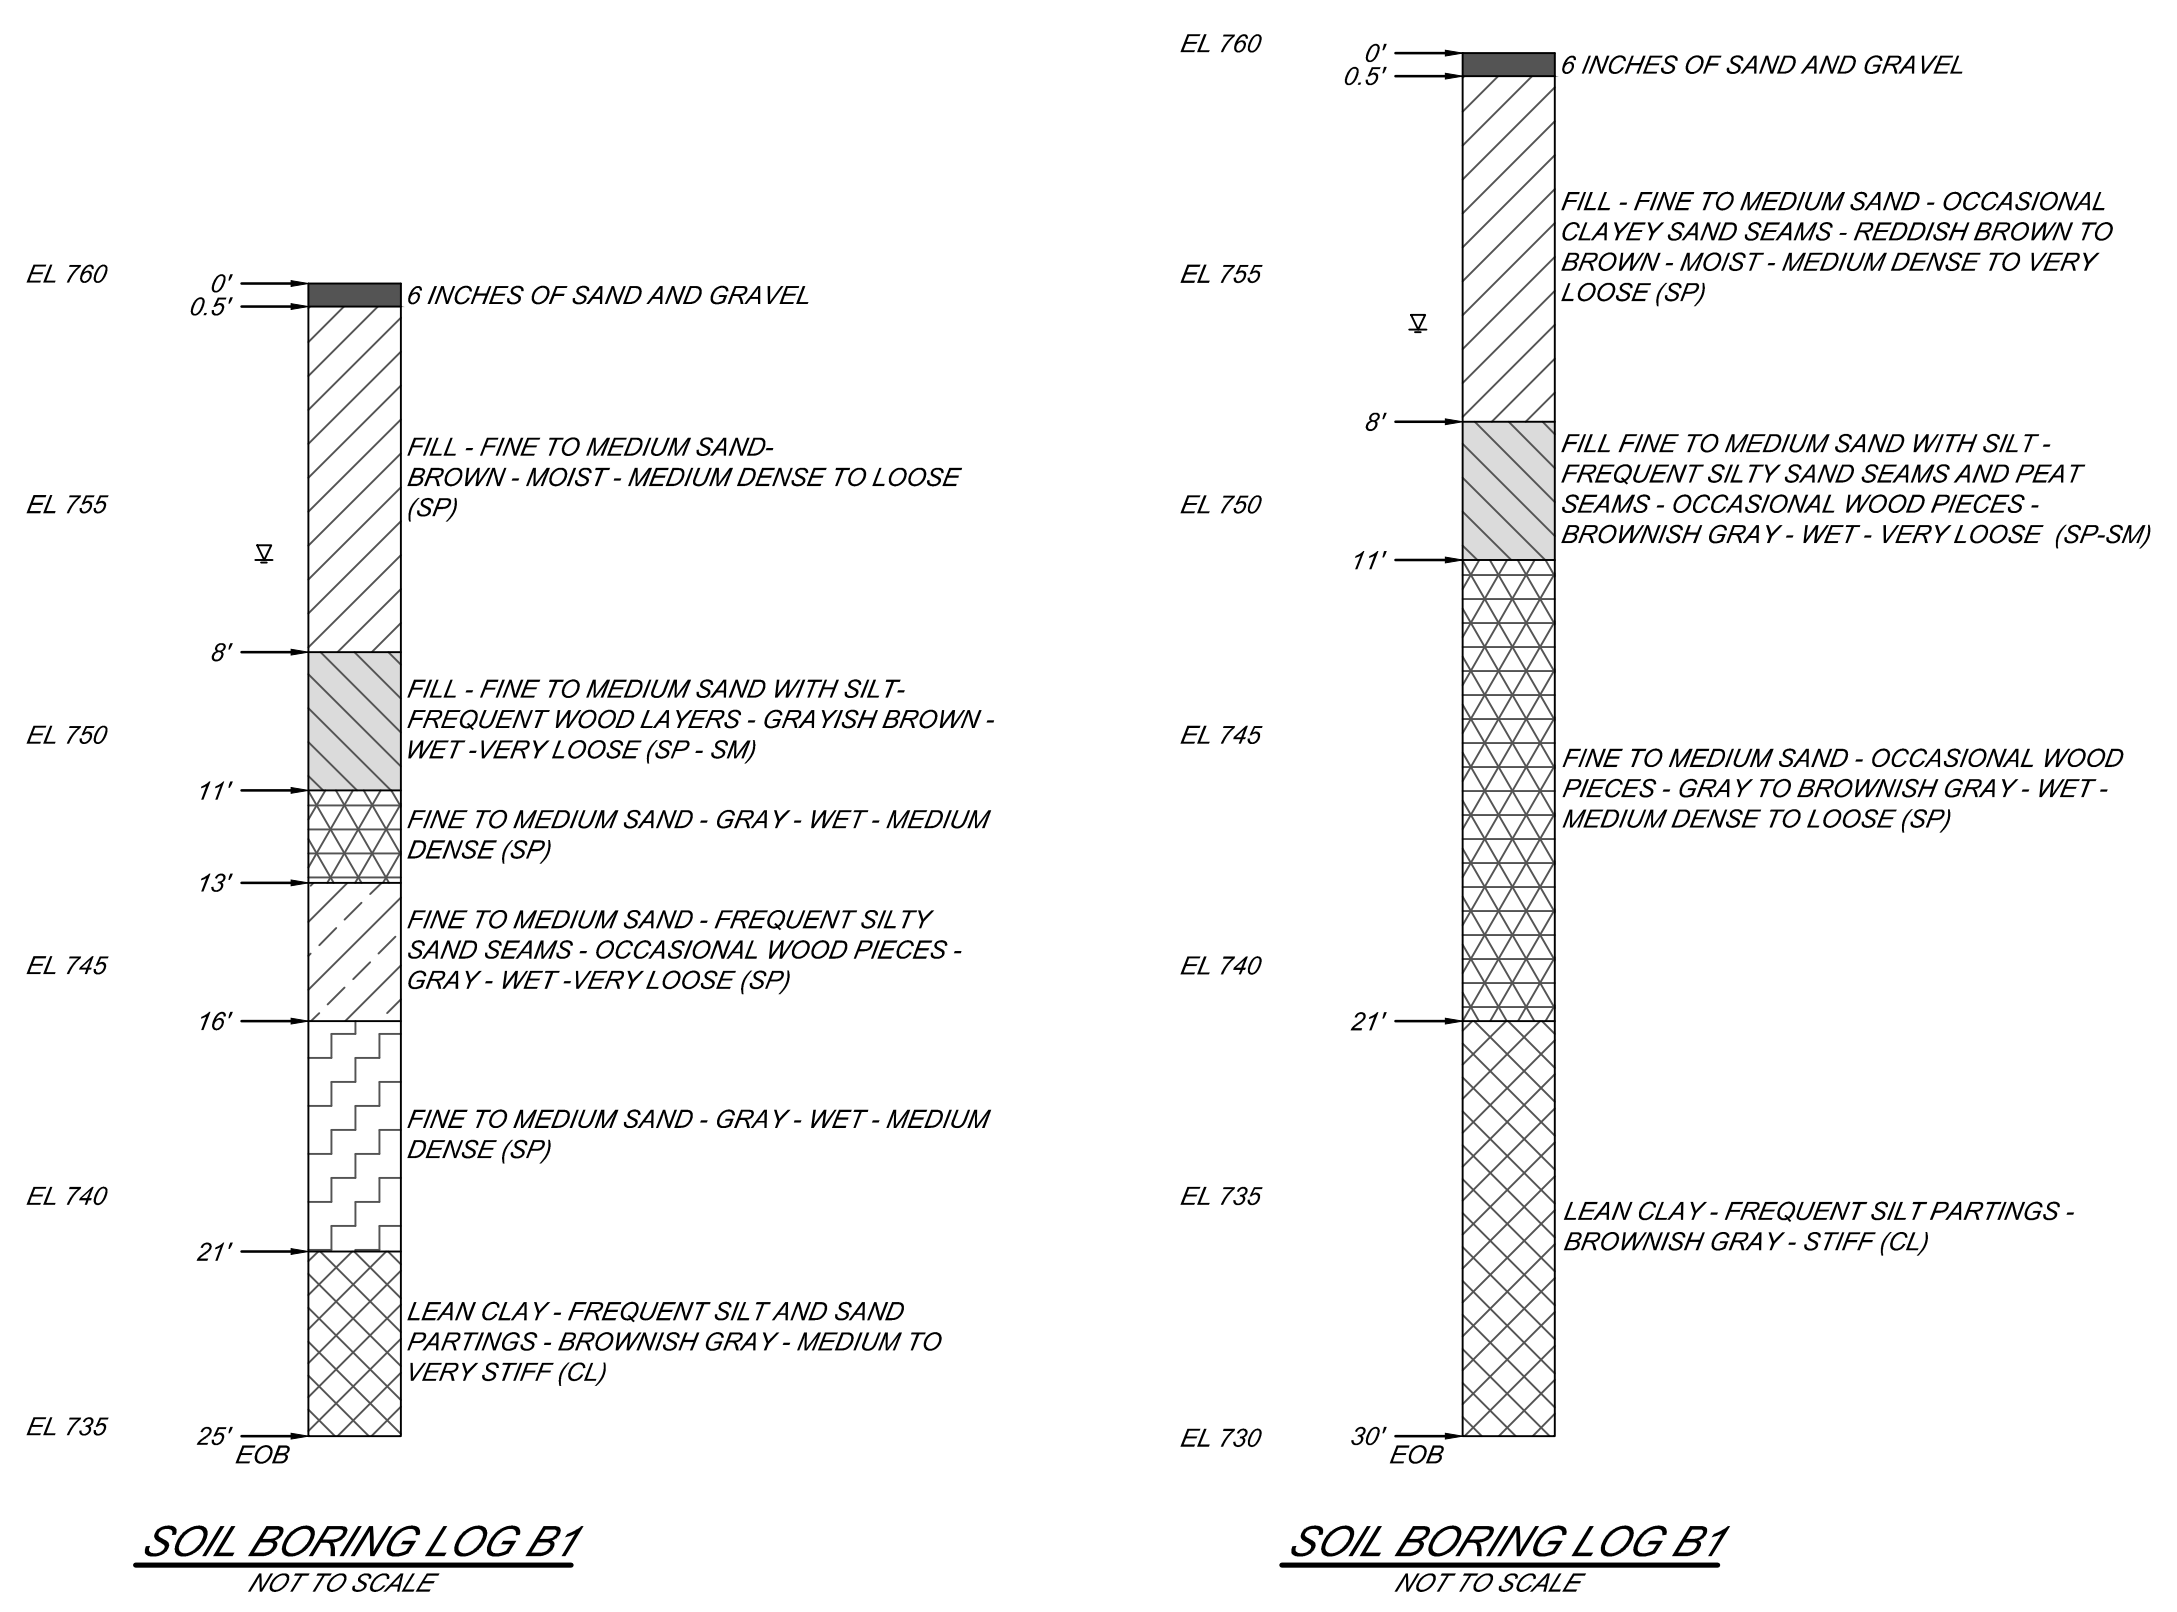 EL 760
0'
0.5'
6 INCHES OF SAND AND GRAVEL
FILL - FINE TO MEDIUM SAND-
BROWN - MOIST - MEDIUM DENSE TO LOOSE
(SP)
EL 755
8'
FILL - FINE TO MEDIUM SAND WITH SILT-
FREQUENT WOOD LAYERS - GRAYISH BROWN -
WET -VERY LOOSE (SP - SM)
EL 750
11'
FINE TO MEDIUM SAND - GRAY - WET - MEDIUM
DENSE (SP)
13'
FINE TO MEDIUM SAND - FREQUENT SILTY
SAND SEAMS - OCCASIONAL WOOD PIECES -
GRAY - WET -VERY LOOSE (SP)
EL 745
16'
FINE TO MEDIUM SAND - GRAY - WET - MEDIUM
DENSE (SP)
EL 740
21'
LEAN CLAY - FREQUENT SILT AND SAND
PARTINGS - BROWNISH GRAY - MEDIUM TO
VERY STIFF (CL)
EL 735
25'
EOB
SOIL BORING LOG B1
NOT TO SCALE
EL 760
0'
0.5'
6 INCHES OF SAND AND GRAVEL
FILL - FINE TO MEDIUM SAND - OCCASIONAL
CLAYEY SAND SEAMS - REDDISH BROWN TO
BROWN - MOIST - MEDIUM DENSE TO VERY
LOOSE (SP)
EL 755
8'
FILL FINE TO MEDIUM SAND WITH SILT -
FREQUENT SILTY SAND SEAMS AND PEAT
SEAMS - OCCASIONAL WOOD PIECES -
BROWNISH GRAY - WET - VERY LOOSE (SP-SM)
EL 750
11'
EL 745
FINE TO MEDIUM SAND - OCCASIONAL WOOD
PIECES - GRAY TO BROWNISH GRAY - WET -
MEDIUM DENSE TO LOOSE (SP)
EL 740
21'
EL 735
LEAN CLAY - FREQUENT SILT PARTINGS -
BROWNISH GRAY - STIFF (CL)
EL 730
30'
EOB
SOIL BORING LOG B1
NOT TO SCALE